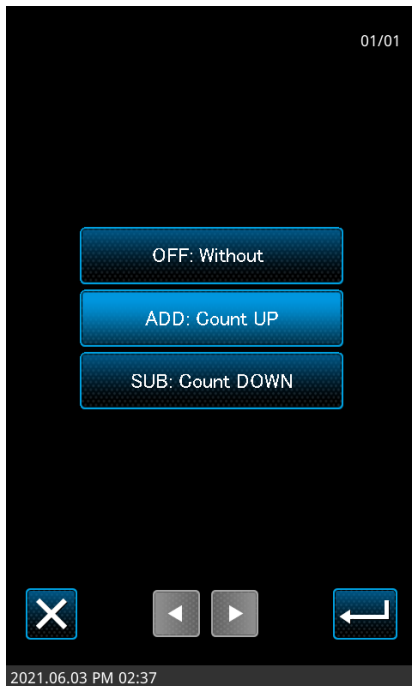 01/01
OFF: Without
ADD: Count UP
SUB: Count DOWN
2021.06.03 PM 02:37